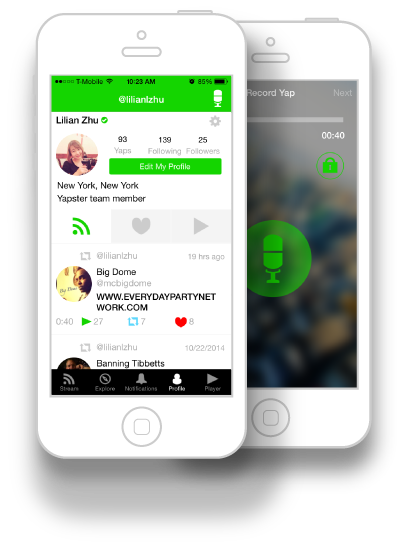 T-Mobile 10:23 AM 85%
@lilianlzhu
Lilian Zhu
93 139 25
Yaps Following Followers
Edit My Profile
New York, New York
Yapster team member
@lilianlzhu 19 hrs ago
Big Dome
@mcbigdome
WWW.EVERYDAYPARTYNET
WORK.COM
0:40 27 7 8
@lilianlzhu 10/22/2014
Banning Tibbetts
Stream Explore Notifications Profile Player
Record Yap Next
00:40